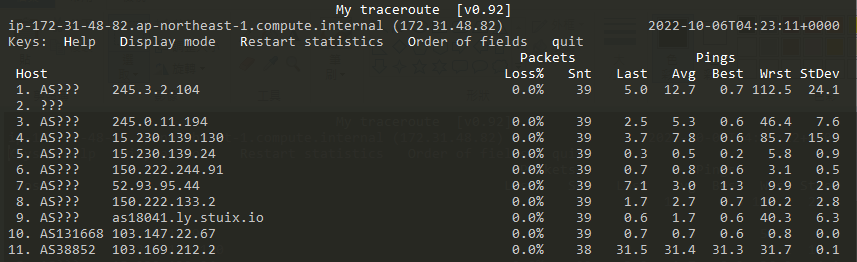 My traceroute  [v0.92]
ip-172-31-48-82.ap-northeast-1.compute.internal (172.31.48.82) 2022-10-06T04:23:11+0000
Keys:  Help   Display mode   Restart statistics   Order of fields   quit
Packets Pings
Host Loss% Snt Last Avg Best Wrst StDev
1. AS??? 245.3.2.104 0.0% 39 5.0 12.7 0.7 112.5 24.1
2. ???
3. AS??? 245.0.11.194 0.0% 39 2.5 5.3 0.6 46.4 7.6
4. AS??? 15.230.139.130 0.0% 39 3.7 7.8 0.6 85.7 15.9
5. AS??? 15.230.139.24 0.0% 39 0.3 0.5 0.2 5.8 0.9
6. AS??? 150.222.244.91 0.0% 39 0.7 0.8 0.6 3.1 0.5
7. AS??? 52.93.95.44 0.0% 39 7.1 3.0 1.3 9.9 2.0
8. AS??? 150.222.133.2 0.0% 39 1.7 2.7 0.7 10.2 2.8
9. AS??? as18041.ly.stuix.io 0.0% 39 0.6 1.7 0.6 40.3 6.3
10. AS131668 103.147.22.67 0.0% 39 0.7 0.7 0.6 0.8 0.0
11. AS38852 103.169.212.2 0.0% 38 31.5 31.4 31.3 31.7 0.1